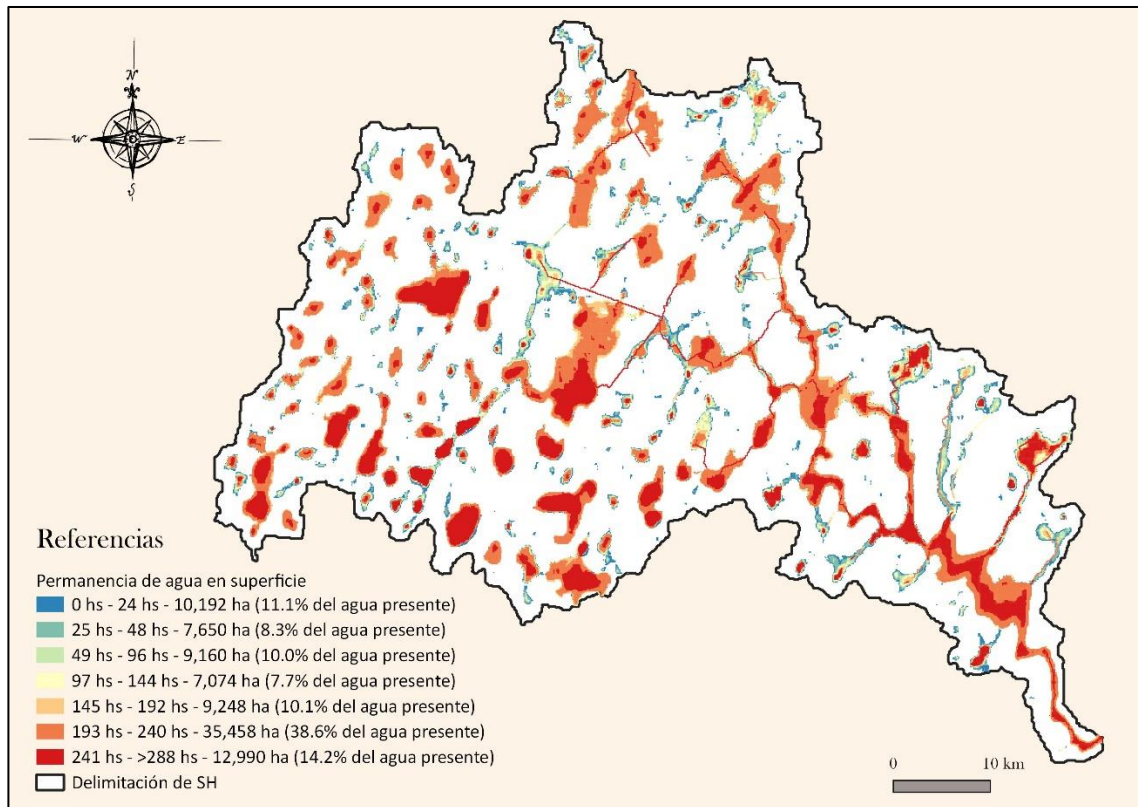 N
W
E
S
Referencias
Permanencia de agua en superficie
0 hs - 24 hs - 10,192 ha (11.1% del agua presente)
25 hs - 48 hs - 7,650 ha (8.3% del agua presente)
49 hs - 96 hs - 9,160 ha (10.0% del agua presente)
97 hs - 144 hs - 7,074 ha (7.7% del agua presente)
145 hs - 192 hs - 9,248 ha (10.1% del agua presente)
193 hs - 240 hs - 35,458 ha (38.6% del agua presente)
241 hs - >288 hs - 12,990 ha (14.2% del agua presente)
Delimitación de SH
0 10 km